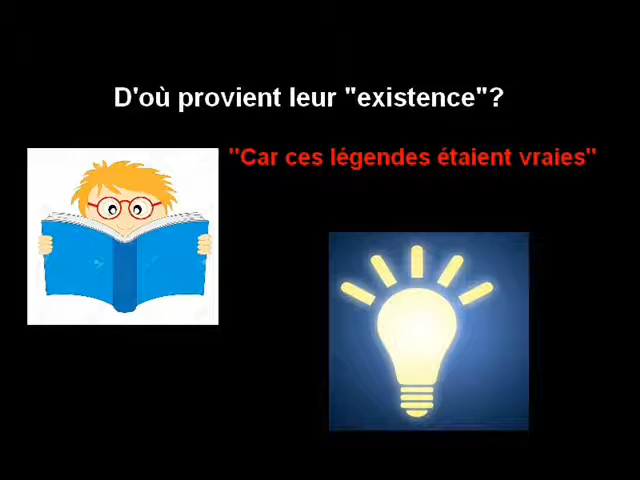 D'où provient leur "existence"?
"Car ces légendes étaient vraies"